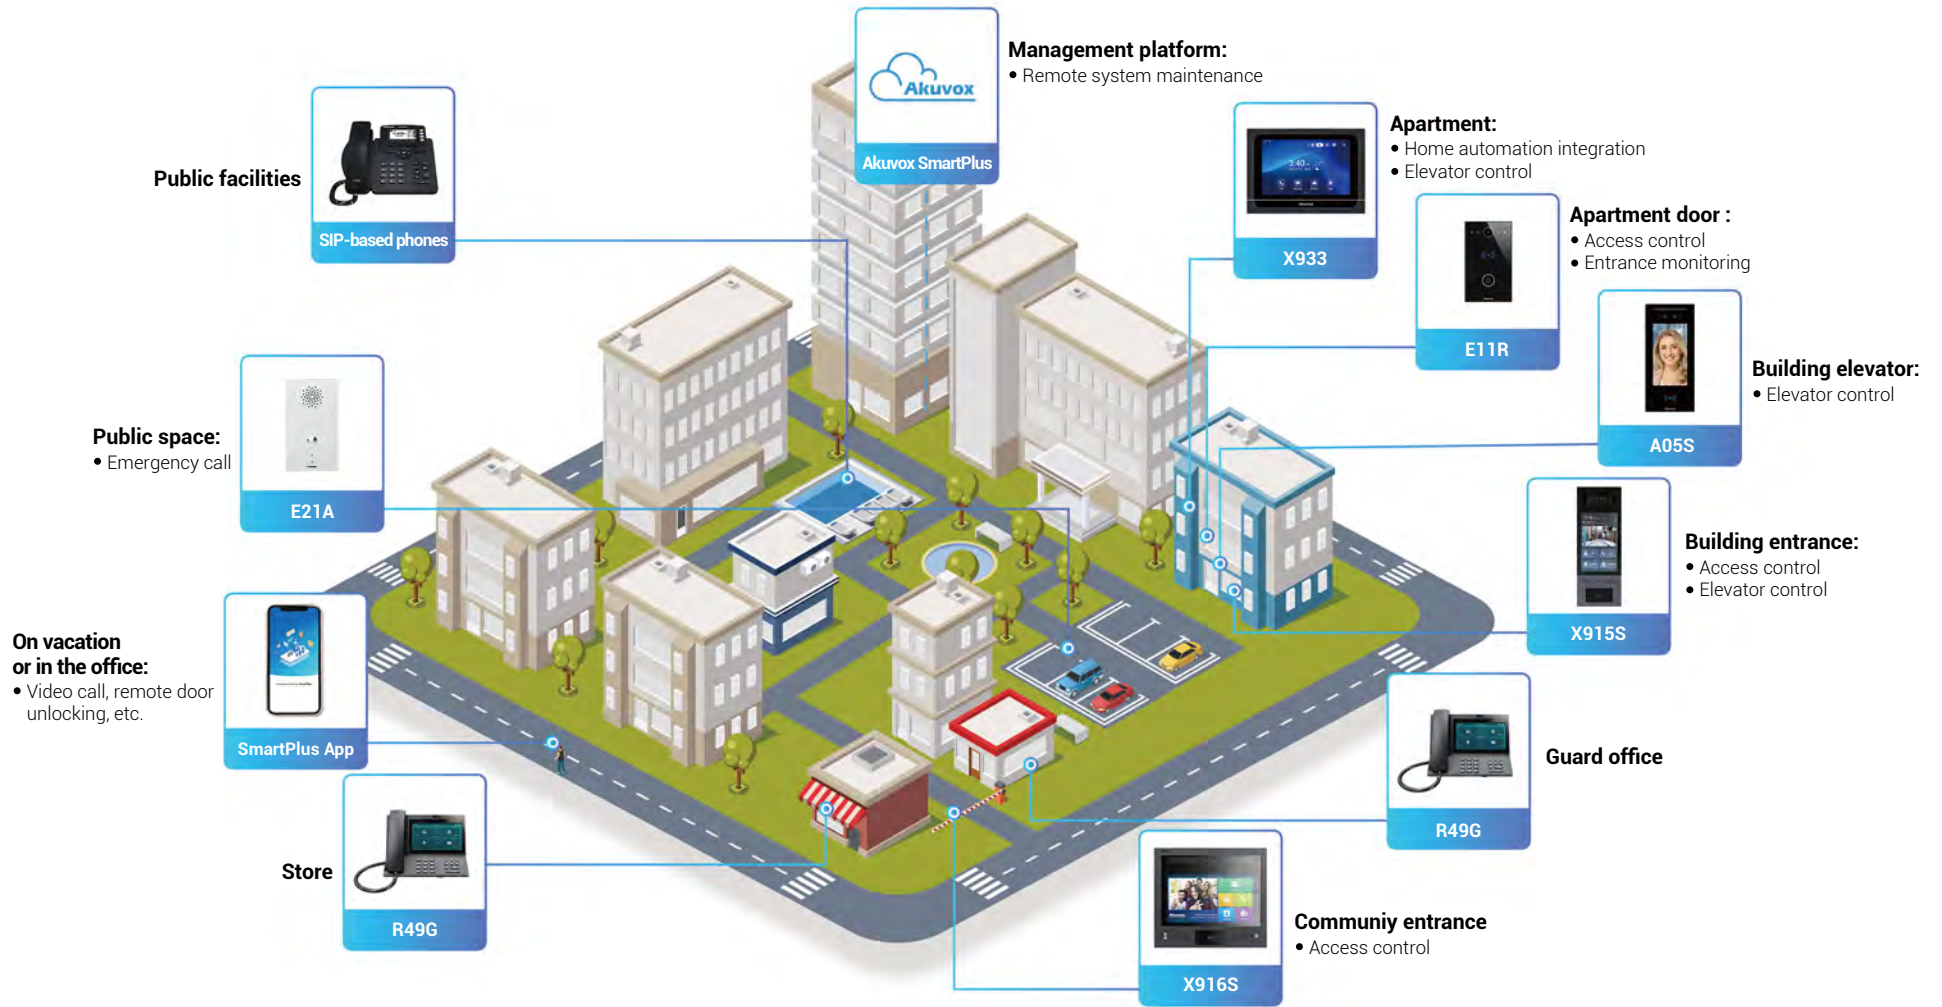 Akuvox
Akuvox SmartPlus
Management platform:
• Remote system maintenance
Public facilities
SIP-based phones
3:40
X933
Apartment:
• Home automation integration
• Elevator control
E11R
Apartment door :
• Access control
• Entrance monitoring
A05S
Building elevator:
• Elevator control
Public space:
• Emergency call
E21A
X915S
Building entrance:
• Access control
• Elevator control
On vacation
or in the office:
• Video call, remote door
unlocking, etc.
SmartPlus App
R49G
Guard office
Store
R49G
X916S
Communiy entrance
• Access control